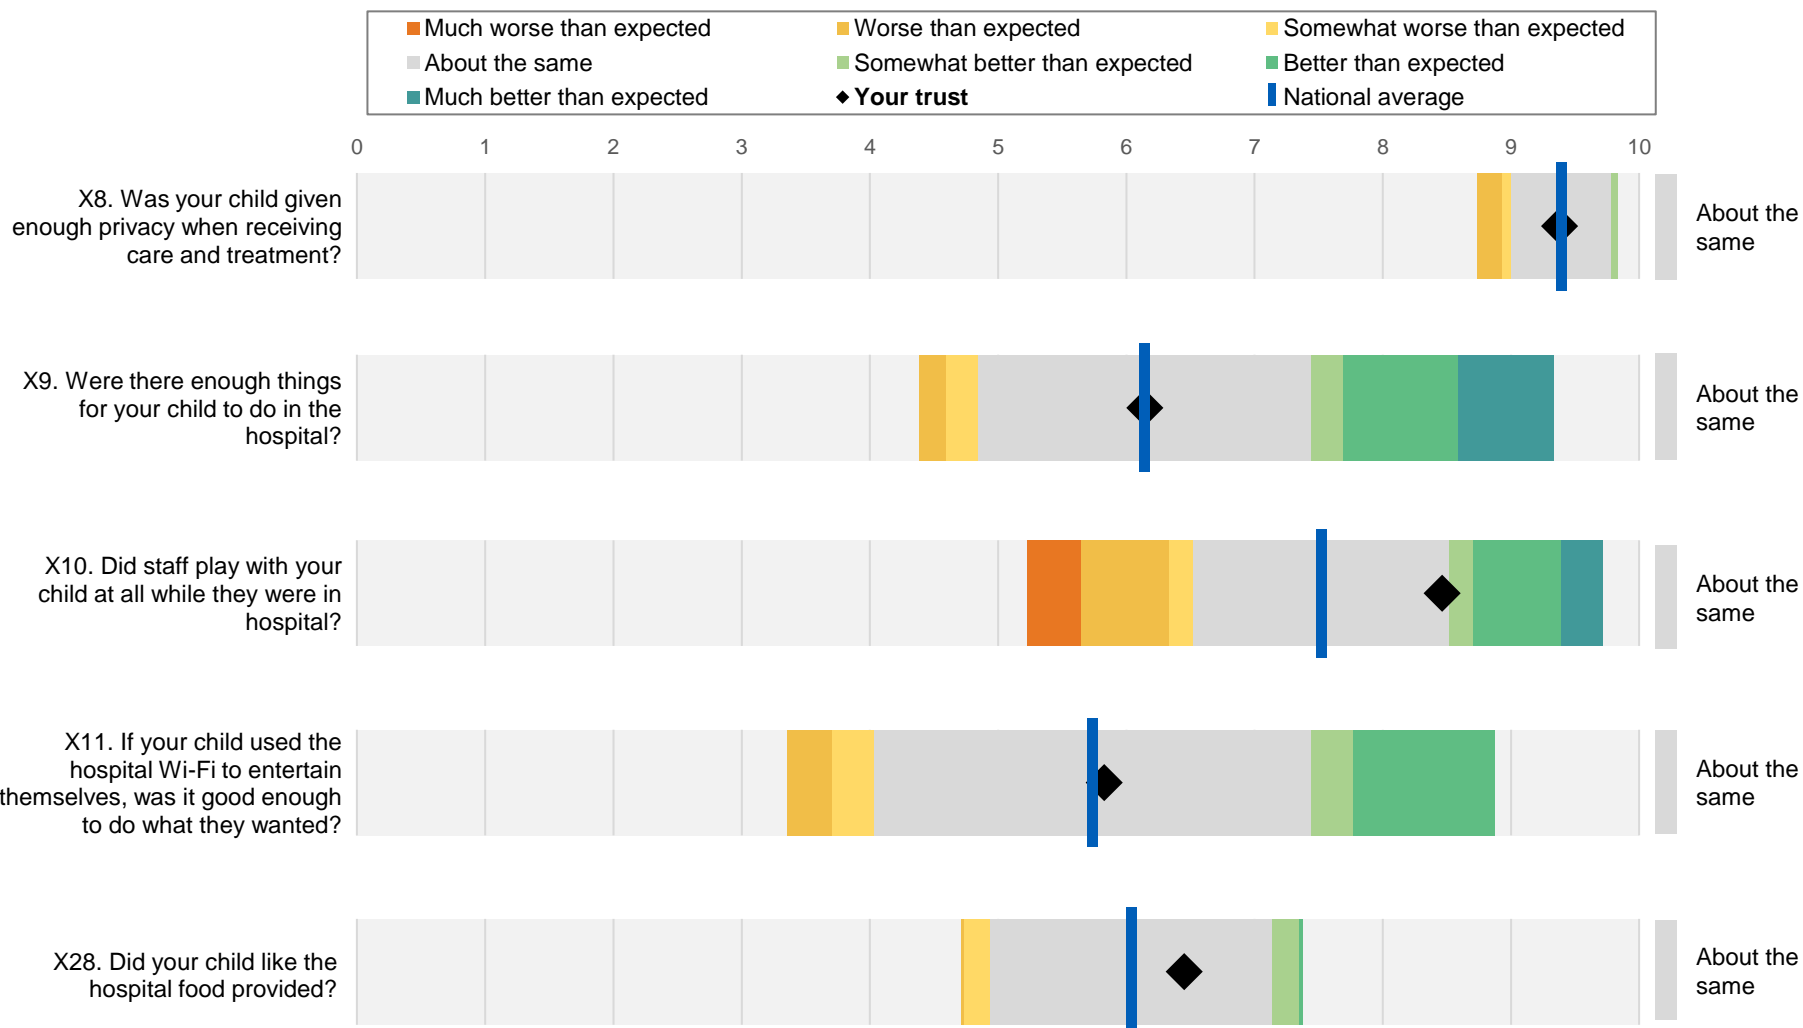 Much worse than expected
Worse than expected
Somewhat worse than expected
About the same
Somewhat better than expected
Better than expected
Much better than expected
Your trust
National average
0 1 2 3 4 5 6 7 8 9 10
X8. Was your child given
enough privacy when receiving
care and treatment?
About the
same
X9. Were there enough things
for your child to do in the
hospital?
About the
same
X10. Did staff play with your
child at all while they were in
hospital?
About the
same
X11. If your child used the
hospital Wi-Fi to entertain
themselves, was it good enough
to do what they wanted?
About the
same
X28. Did your child like the
hospital food provided?
About the
same